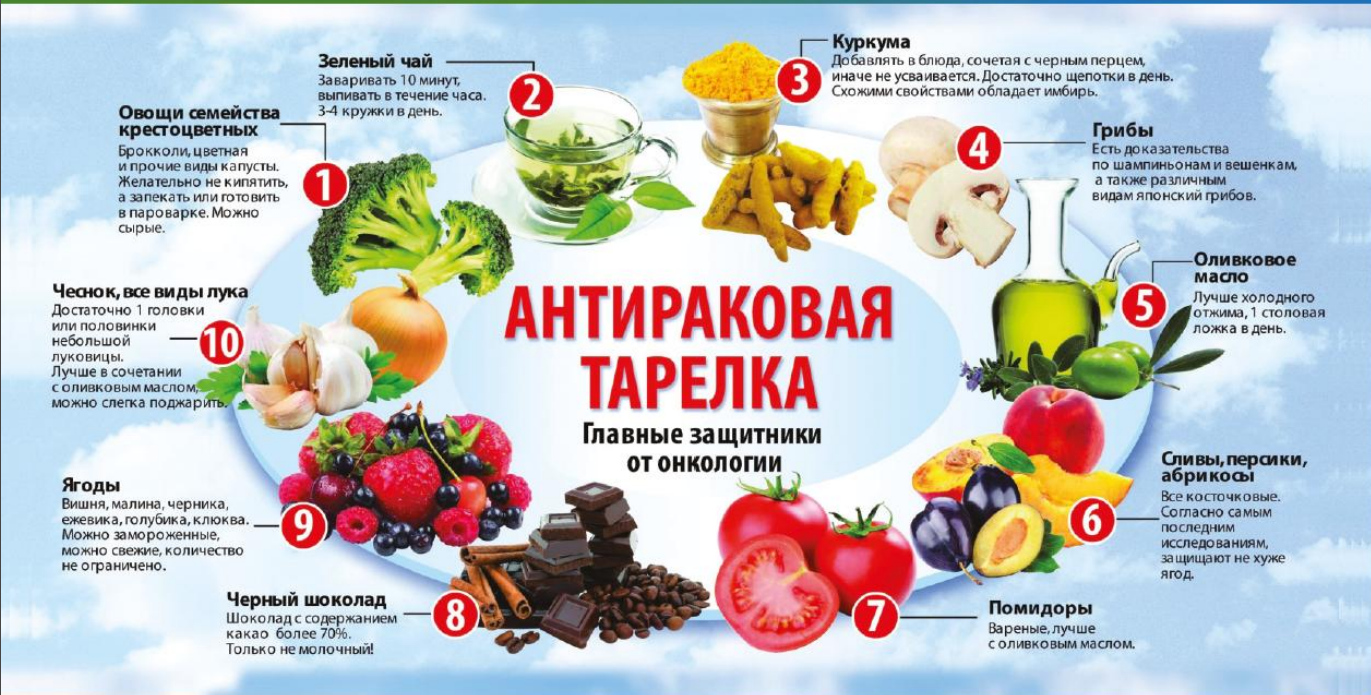 АНТИРАКОВАЯ
ТАРЕЛКА
Главные защитники
от онкологии
1
Овощи семейства
крестоцветных
Брокколи, цветная
и прочие виды капусты.
Желательно не кипятить,
а запекать или готовить
в пароварке. Можно
сырые.
2
Зеленый чай
Заваривать 10 минут,
выпивать в течение часа.
3-4 кружки в день.
3
Куркума
Добавлять в блюда, сочетая с черным перцем,
иначе не усваивается. Достаточно щепотки в день.
Схожими свойствами обладает имбирь.
4
Грибы
Есть доказательства
по шампиньонам и вешенкам,
а также различным
видам японский грибов.
5
Оливковое
масло
Лучше холодного
отжима, 1 столовая
ложка в день.
6
Сливы, персики,
абрикосы
Все косточковые.
Согласно самым
последним
исследованиям,
защищают не хуже
ягод.
7
Помидоры
Вареные, лучше
с оливковым маслом.
8
Черный шоколад
Шоколад с содержанием
какао более 70%.
Только не молочный!
9
Ягоды
Вишня, малина, черника,
ежевика, голубика, клюква.
Можно замороженные,
можно свежие, количество
не ограничено.
10
Чеснок, все виды лука
Достаточно 1 головки
или половинки
небольшой
луковицы.
Лучше в сочетании
с оливковым маслом,
можно слегка поджарить.